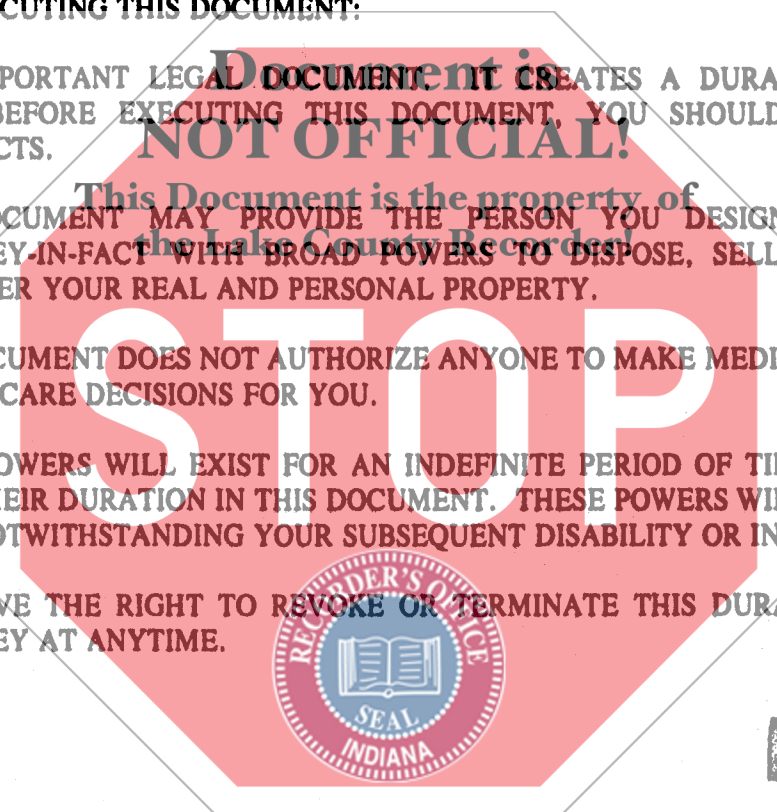 CUTING THIS DOCUMENT:
PORTANT LEGAL DOCUMENT. IT CREATES A DURA
BEFORE EXECUTING THIS DOCUMENT, YOU SHOULD
CTS.
Document is
NOT OFFICIAL!
This Document is the property of
the Lake County Recorder!
OCUMENT MAY PROVIDE THE PERSON YOU DESIG
EY-IN-FACT WITH BROAD POWERS TO DISPOSE, SELL
ER YOUR REAL AND PERSONAL PROPERTY.
STOP
CUMENT DOES NOT AUTHORIZE ANYONE TO MAKE MEDI
CARE DECISIONS FOR YOU.
OWERS WILL EXIST FOR AN INDEFINITE PERIOD OF TI
EIR DURATION IN THIS DOCUMENT. THESE POWERS WI
OTWITHSTANDING YOUR SUBSEQUENT DISABILITY OR IN
VE THE RIGHT TO REVOKE OR TERMINATE THIS DURA
EY AT ANYTIME.
RECORDER'S OFFICE
SEAL
INDIANA